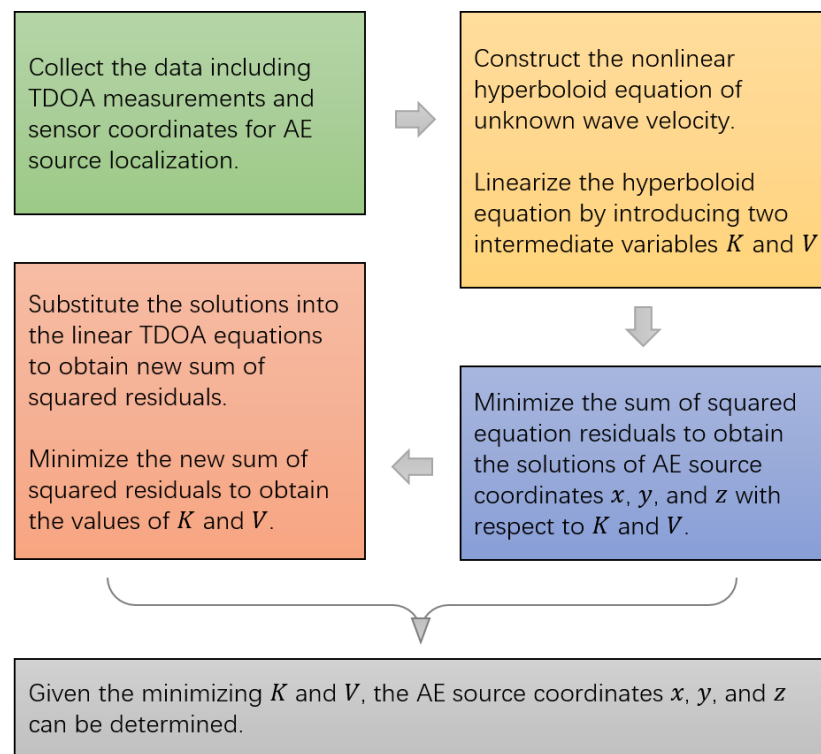 Collect the data including
TDOA measurements and
sensor coordinates for AE
source localization.
Construct the nonlinear
hyperboloid equation of
unknown wave velocity.
Linearize the hyperboloid
equation by introducing two
intermediate variables K and V
Minimize the sum of squared
equation residuals to obtain
the solutions of AE source
coordinates x, y, and z with
respect to K and V.
Substitute the solutions into
the linear TDOA equations
to obtain new sum of
squared residuals.
Minimize the new sum of
squared residuals to obtain
the values of K and V.
Given the minimizing K and V, the AE source coordinates x, y, and z
can be determined.